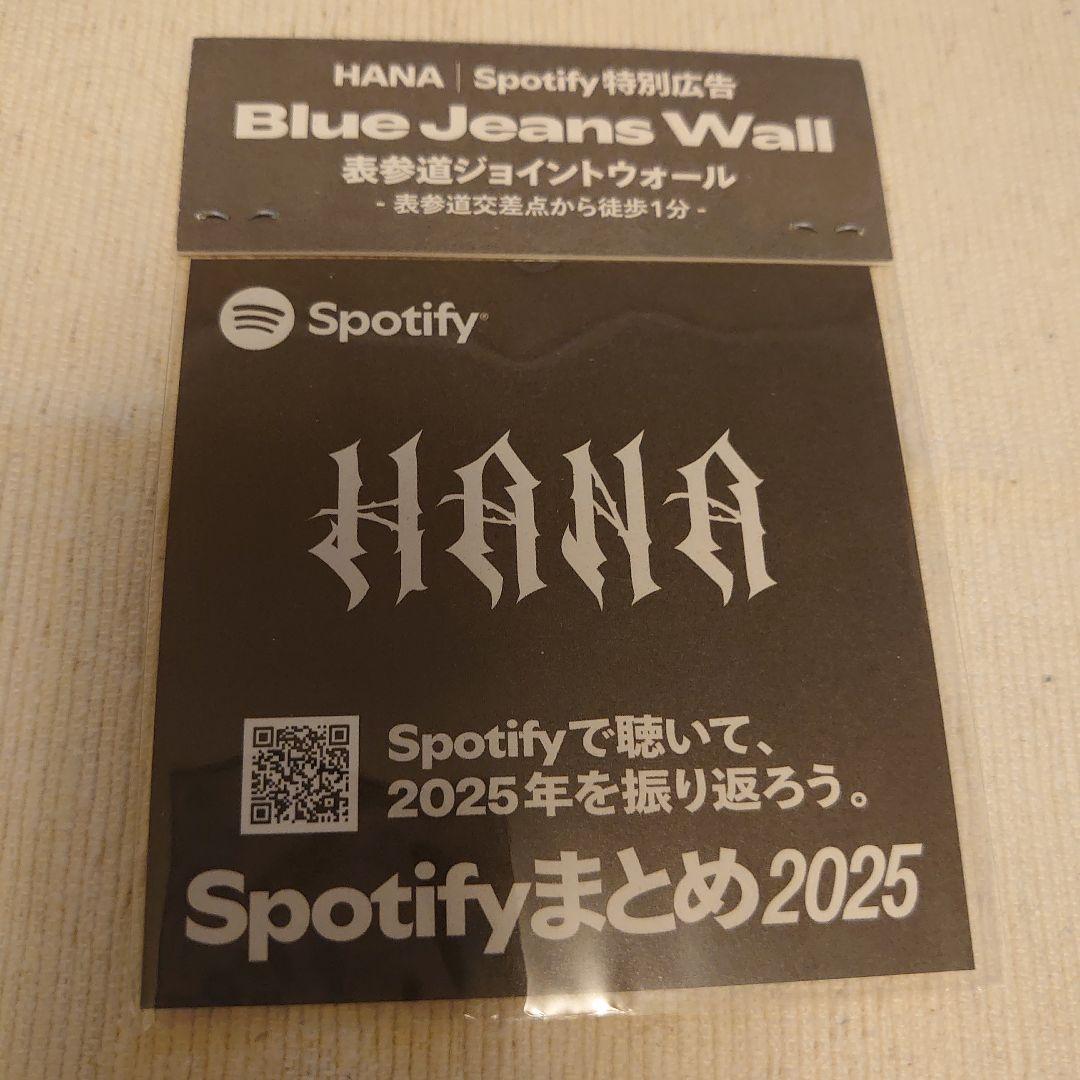 HANA | Spotify特別広告
Blue Jeans Wall
表参道ジョイントウォール
- 表参道交差点から徒歩1分 -
Spotify®
HANA
Spotifyで聴いて、
2025年を振り返ろう。
Spotifyまとめ2025